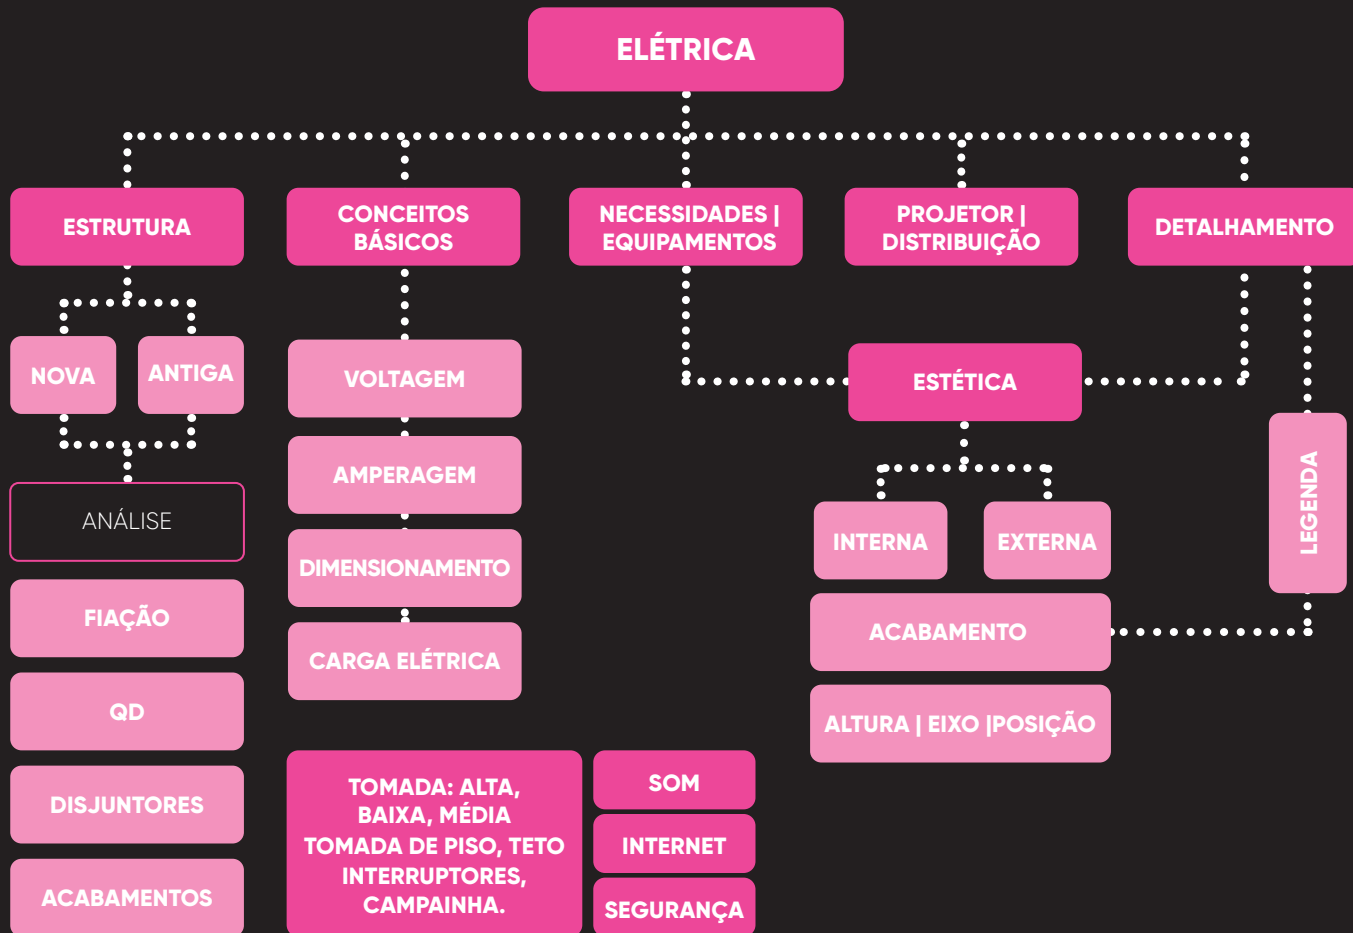 ELÉTRICA
ESTRUTURA
CONCEITOS
BÁSICOS
NECESSIDADES |
EQUIPAMENTOS
PROJETOR |
DISTRIBUIÇÃO
DETALHAMENTO
NOVA
ANTIGA
ANÁLISE
FIAÇÃO
QD
DISJUNTORES
ACABAMENTOS
VOLTAGEM
AMPERAGEM
DIMENSIONAMENTO
CARGA ELÉTRICA
TOMADA: ALTA,
BAIXA, MÉDIA
TOMADA DE PISO, TETO
INTERRUPTORES,
CAMPAINHA.
SOM
INTERNET
SEGURANÇA
ESTÉTICA
INTERNA
EXTERNA
ACABAMENTO
ALTURA | EIXO |POSIÇÃO
LEGENDA